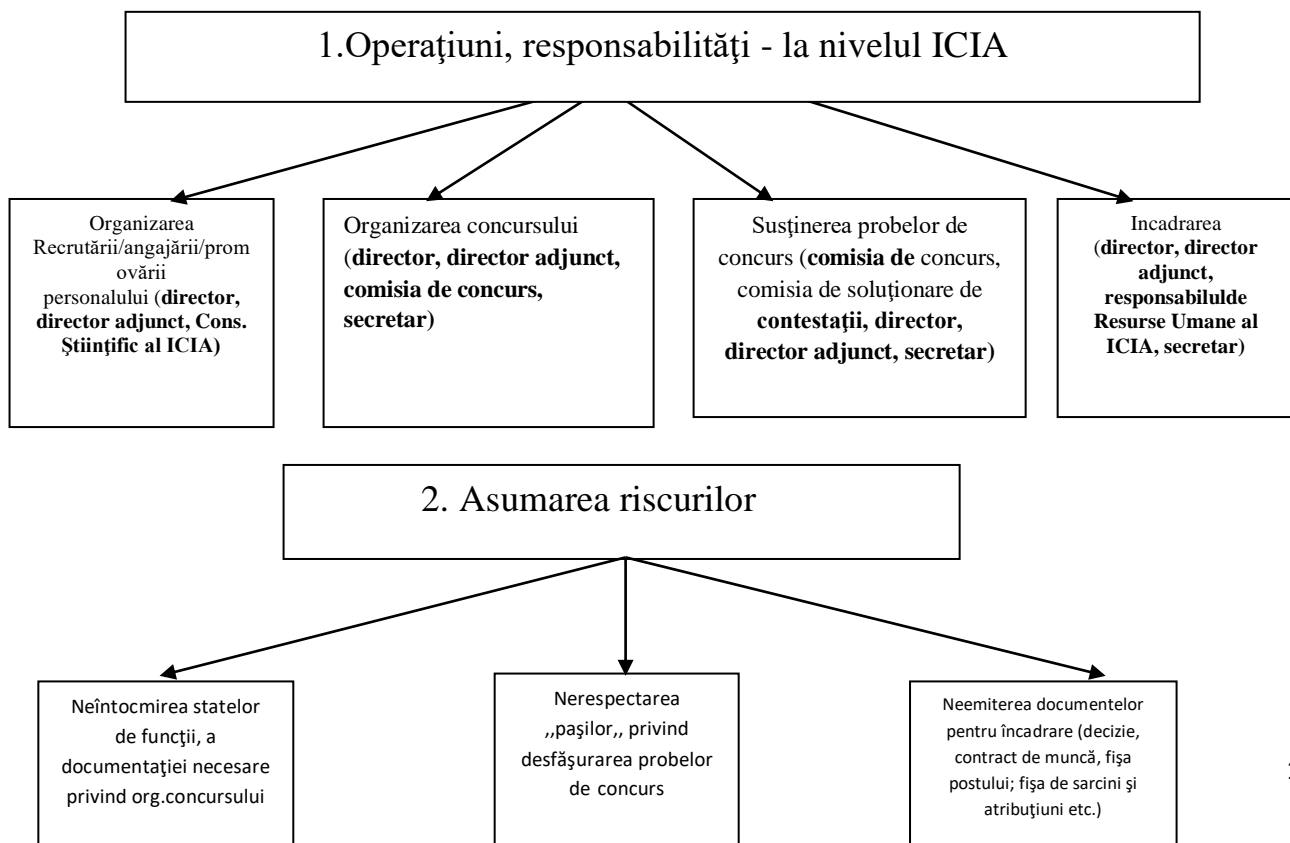 1.Operaţiuni, responsabilităţi - la nivelul ICIA
Organizarea
Recrutării/angajării/prom
ovării
personalului (director,
director adjunct, Cons.
Ştiinţific al ICIA)
Organizarea concursului
(director, director adjunct,
comisia de concurs,
secretar)
Susţinerea probelor de
concurs (comisia de concurs,
comisia de soluţionare de
contestaţii, director,
director adjunct, secretar)
Incadrarea
(director, director
adjunct,
responsabilulde
Resurse Umane al
ICIA, secretar)
2. Asumarea riscurilor
Neîntocmirea statelor
de funcţii, a
documentaţiei necesare
privind org.concursului
Nerespectarea
,,paşilor,, privind
desfăşurarea probelor
de concurs
Neemiterea documentelor
pentru încadrare (decizie,
contract de muncă, fişa
postului; fişa de sarcini şi
atribuţiuni etc.)